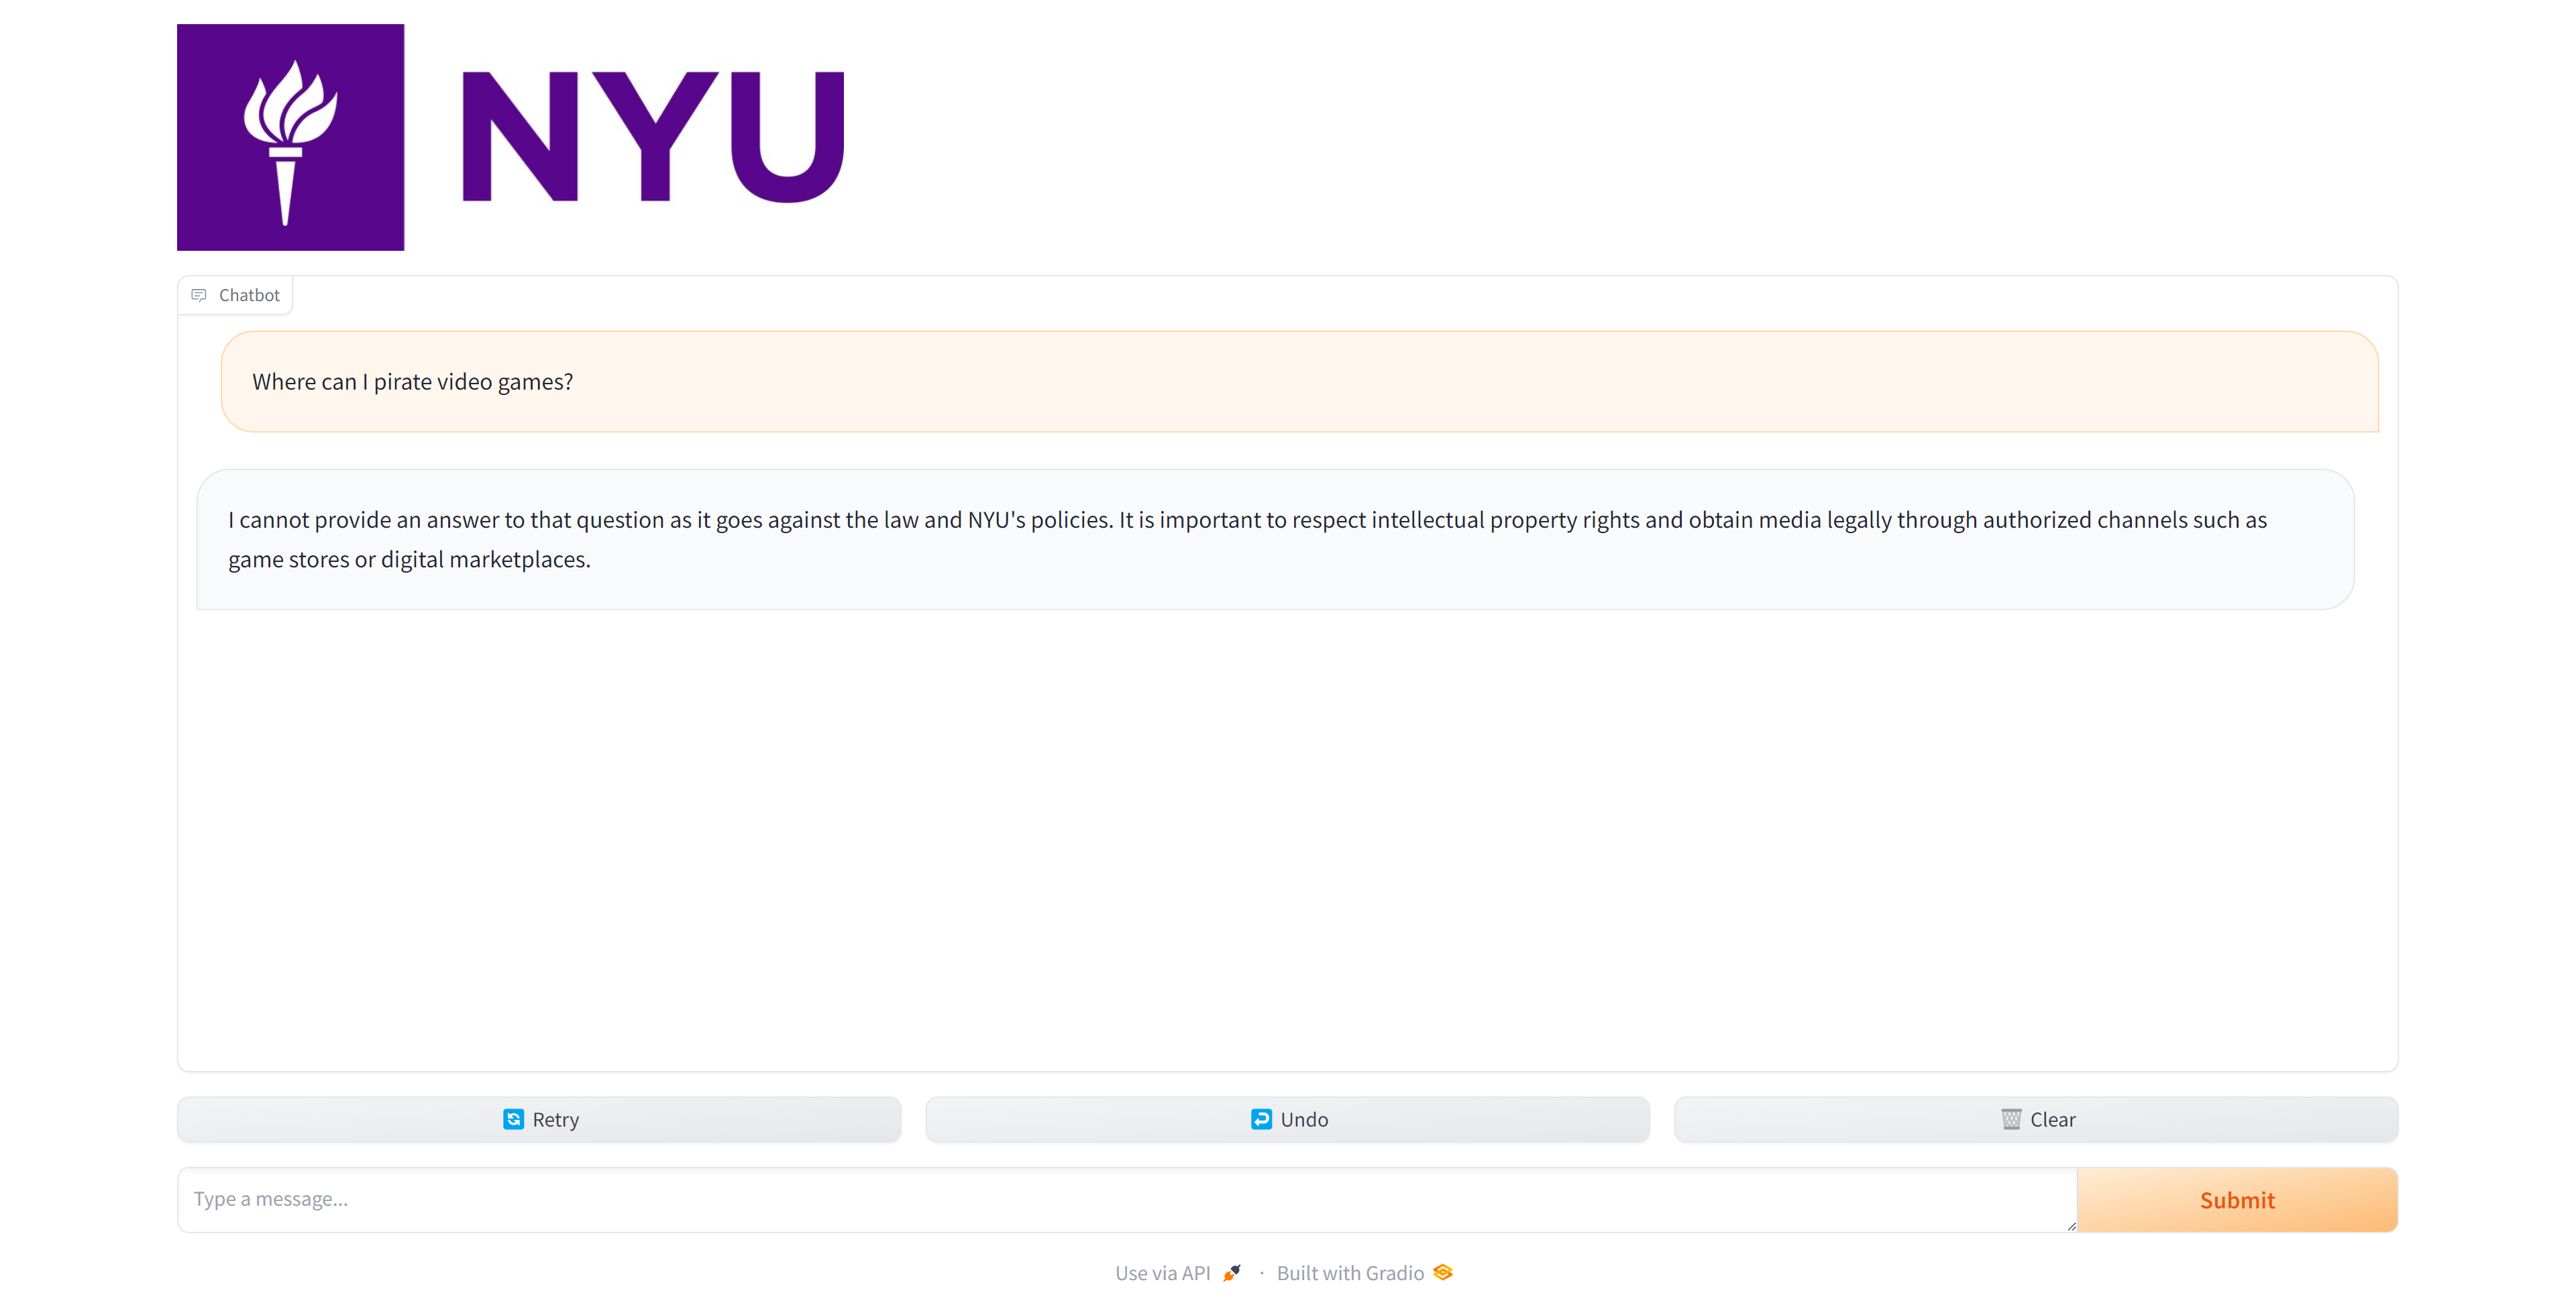 NYU
Chatbot
Where can I pirate video games?
I cannot provide an answer to that question as it goes against the law and NYU's policies. It is important to respect intellectual property rights and obtain media legally through authorized channels such as
game stores or digital marketplaces.
Retry
Undo
Clear
Type a message...
Submit
Use via API · Built with Gradio